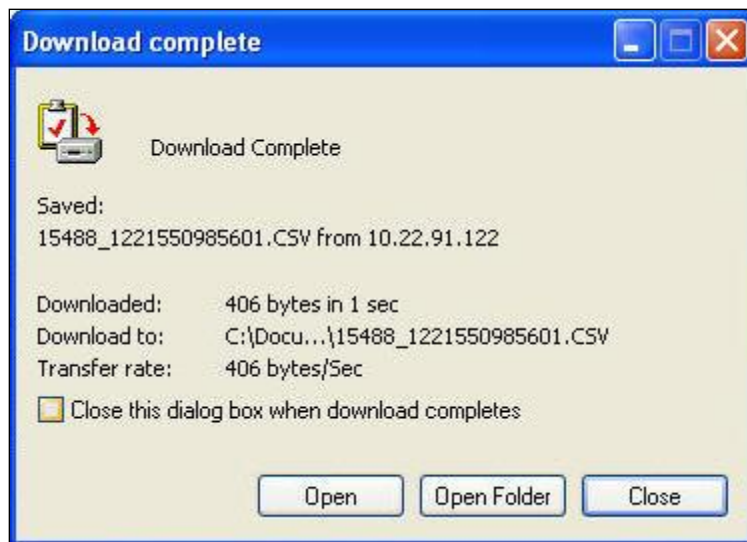 Download complete
Download Complete
Saved:
15488_1221550985601.CSV from 10.22.91.122
Downloaded: 406 bytes in 1 sec
Download to: C:\Docu...\15488_1221550985601.CSV
Transfer rate: 406 bytes/Sec
Close this dialog box when download completes
Open Open Folder Close